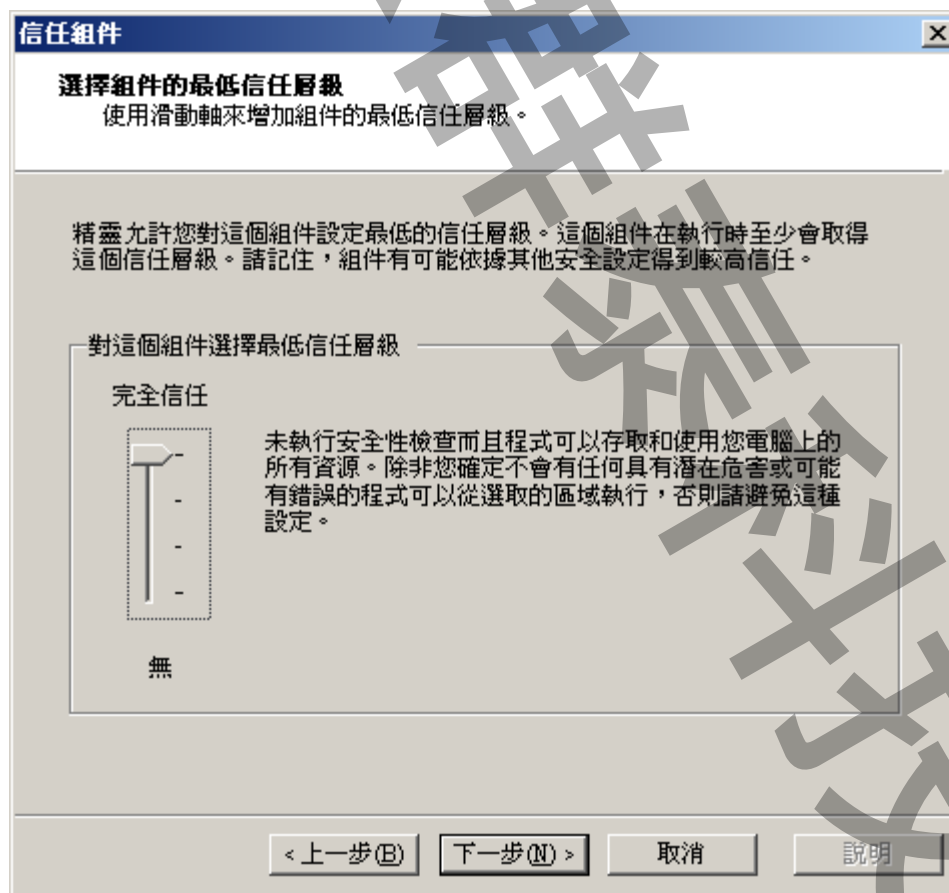 信任組件
選擇組件的最低信任層級
使用滑動軸來增加組件的最低信任層級。
精靈允許您對這個組件設定最低的信任層級。這個組件在執行時至少會取得
這個信任層級。請記住，組件有可能依據其他安全設定得到較高信任。
對這個組件選擇最低信任層級
完全信任
未執行安全性檢查而且程式可以存取和使用您電腦上的
所有資源。除非您確定不會有任何具有潛在危害或可能
有錯誤的程式可以從選取的區域執行，否則請避免這種
設定。
無
< 上一步(B)
下一步(N) >
取消
說明